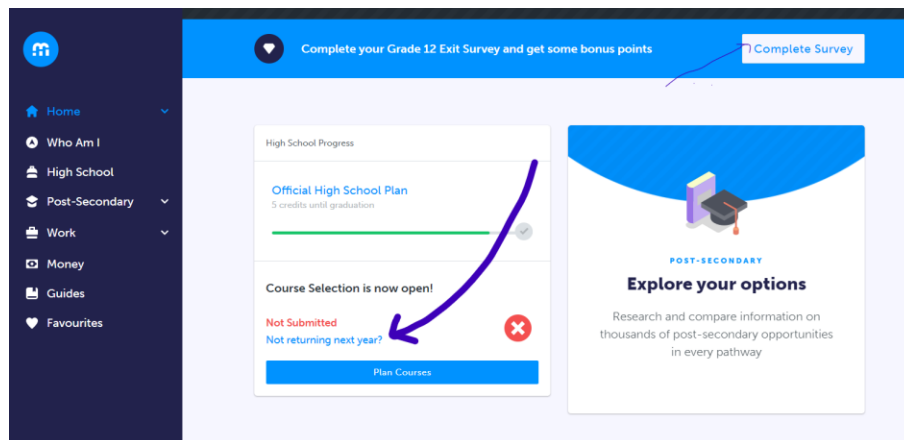 m
Complete your Grade 12 Exit Survey and get some bonus points
Complete Survey
Home
Who Am I
High School
Post-Secondary
Work
Money
Guides
Favourites
High School Progress
Official High School Plan
5 credits until graduation
Course Selection is now open!
Not Submitted
Not returning next year?
Plan Courses
POST-SECONDARY
Explore your options
Research and compare information on
thousands of post-secondary opportunities
in every pathway